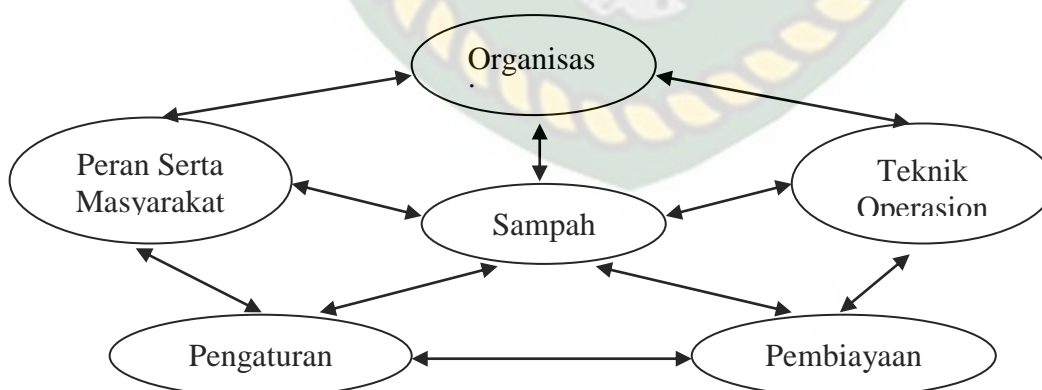 Organisas
Peran Serta
Masyarakat
Teknik
Operasion
Sampah
Pengaturan
Pembiayaan